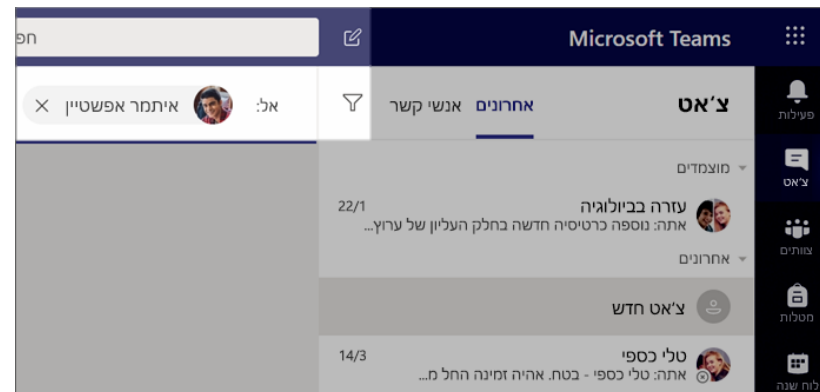 Microsoft Teams
חפ
פעילות
צ'אט
צוותים
מטלות
לוח שנה
צ'אט
אחרונים
אנשי קשר
אל:
איתמר אפשטיין
מוצמדים
עזרה בביולוגיה
22/1
אתה: נוספה כרטיסיה חדשה בחלק העליון של ערוץ...
אחרונים
צ'אט חדש
טלי כספי
14/3
אתה: טלי כספי - בטח. אהיה זמינה החל מ...